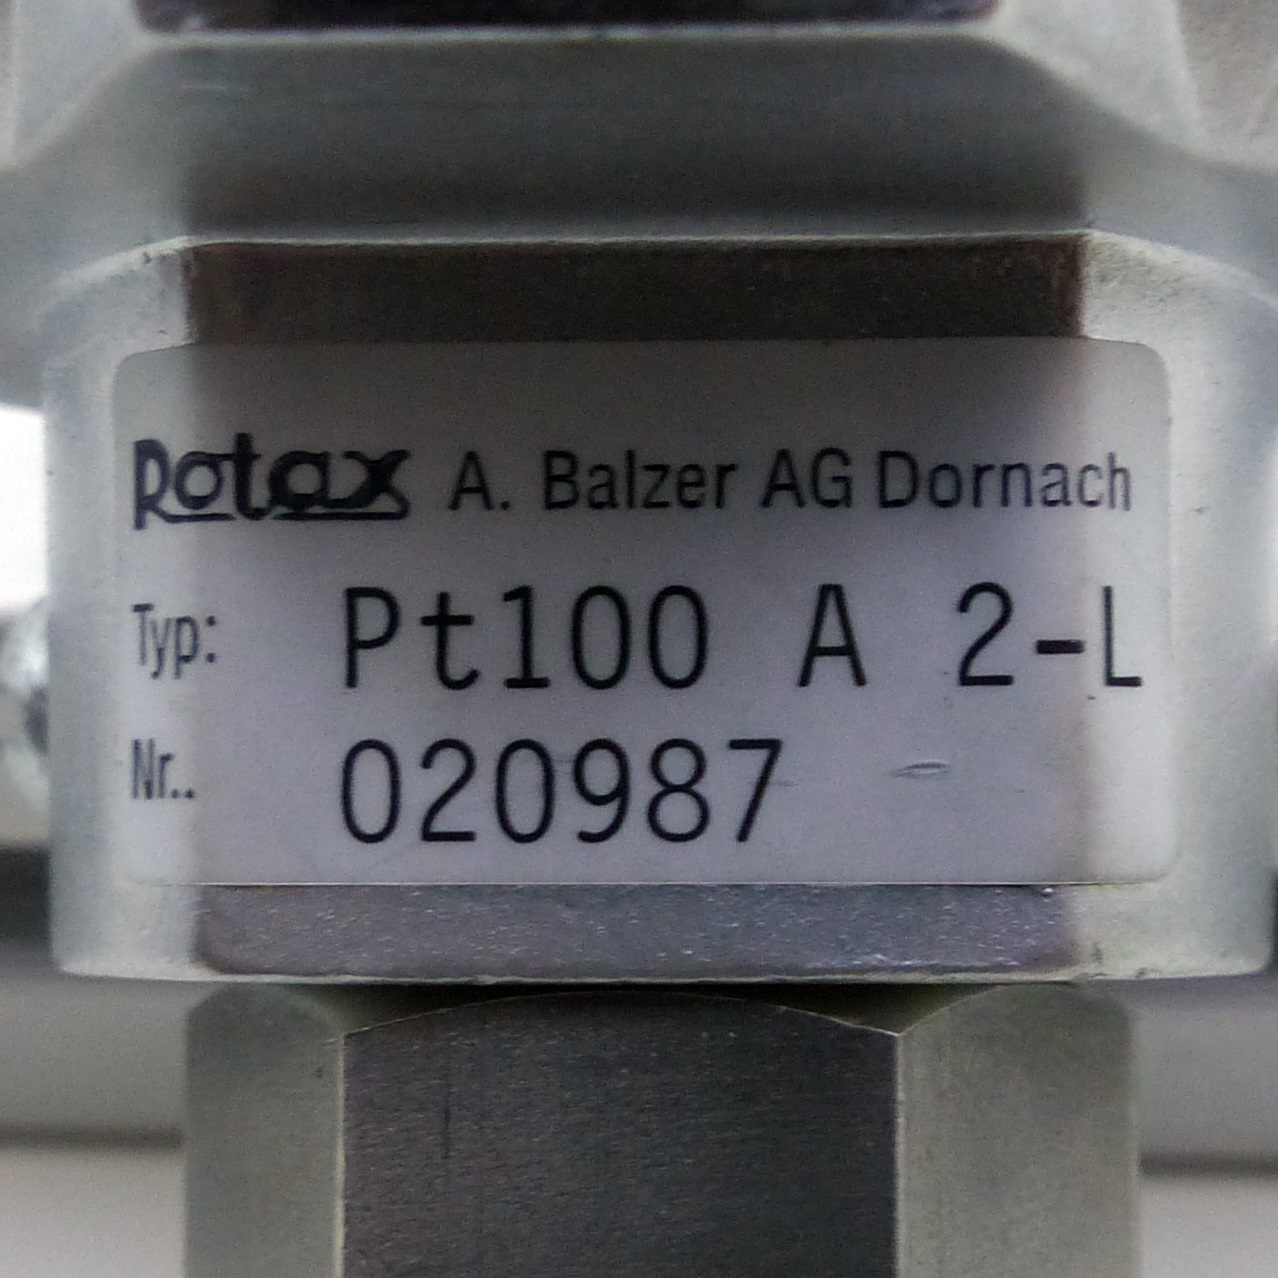 Rotax A. Balzer AG Dornach
Typ: Pt100 A 2-L
Nr.. 020987